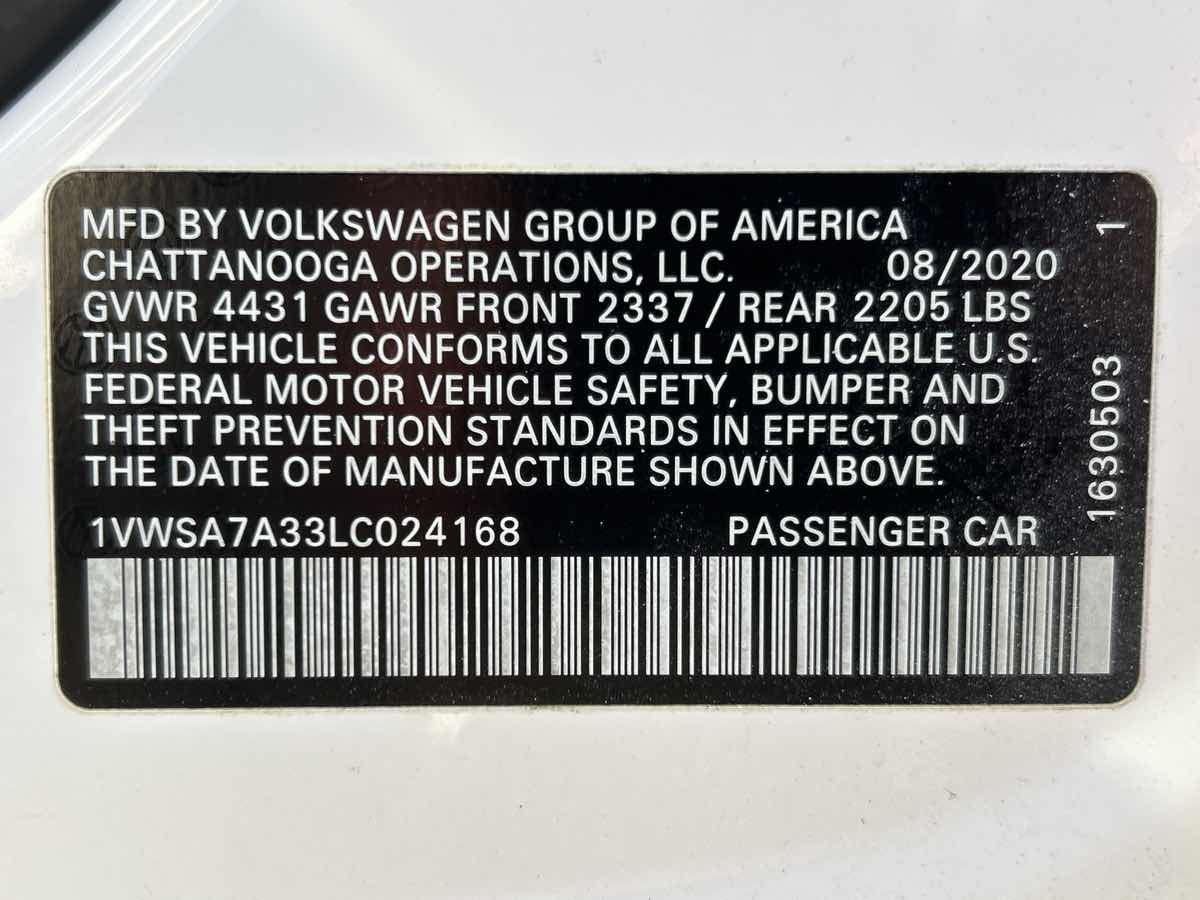 MFD BY VOLKSWAGEN GROUP OF AMERICA
CHATTANOOGA OPERATIONS, LLC. 08/2020
GVWR 4431 GAWR FRONT 2337 / REAR 2205 LBS
THIS VEHICLE CONFORMS TO ALL APPLICABLE U.S.
FEDERAL MOTOR VEHICLE SAFETY, BUMPER AND
THEFT PREVENTION STANDARDS IN EFFECT ON
THE DATE OF MANUFACTURE SHOWN ABOVE.
1VWSA7A33LC024168 PASSENGER CAR
1630503 1